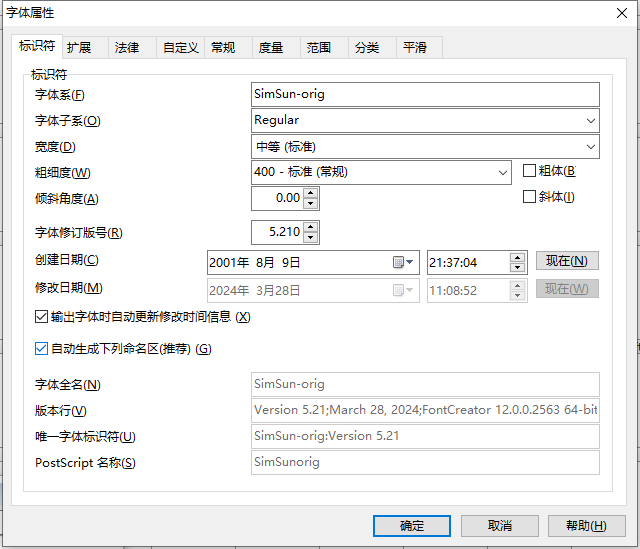 字体属性
标识符 扩展 法律 自定义 常规 度量 范围 分类 平滑
标识符
字体系(F) SimSun-orig
字体子系(O) Regular
宽度(D) 中等 (标准)
粗细度(W) 400 - 标准 (常规) 粗体(B
倾斜角度(A) 0.00 斜体(I)
字体修订版号(R) 5.210
创建日期(C) 2001年 8月 9日 21:37:04 现在(N)
修改日期(M) 2024年 3月28日 11:08:52 现在(W)
输出字体时自动更新修改时间信息 (X)
自动生成下列命名区(推荐) (G)
字体全名(N) SimSun-orig
版本行(V) Version 5.21;March 28, 2024;FontCreator 12.0.0.2563 64-bit
唯一字体标识符(U) SimSun-orig:Version 5.21
PostScript 名称(S) SimSunorig
确定 取消 帮助(H)